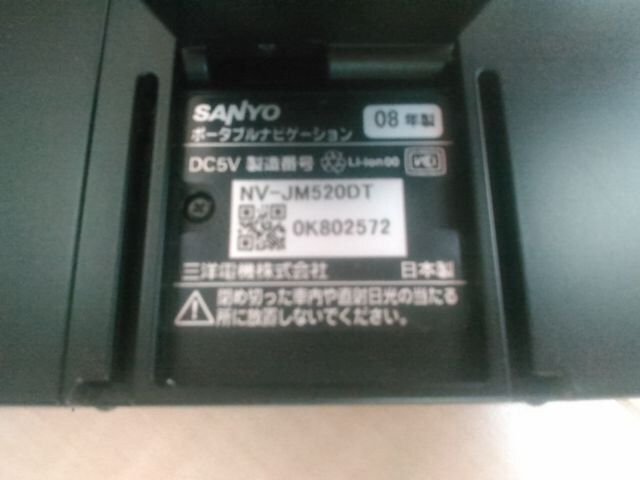 SANYO
08年製
ポータブルナビゲーション
DC5V 製造番号 Li-ion00
NV-JM520DT
0K802572
三洋電機株式会社 日本製
閉め切った車内や直射日光の当たる
所に放置しないでください。